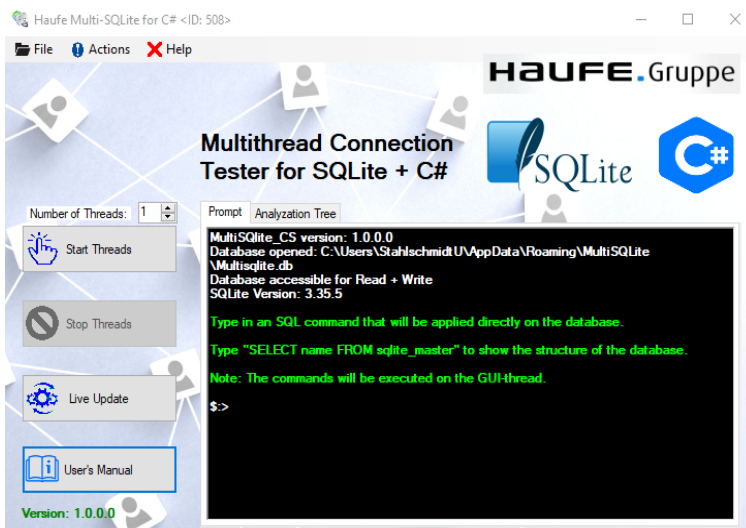 Haufe Multi-SQLite for C# <ID: 508>
File Actions Help
HAUFE.Gruppe
Multithread Connection
Tester for SQLite + C#
SQLite
C#
Number of Threads: 1
Prompt Analyzation Tree
Start Threads
Stop Threads
Live Update
User's Manual
Version: 1.0.0.0
MultiSQlite_CS version: 1.0.0.0
Database opened: C:\Users\StahlschmidtU\AppData\Roaming\MultiSQLite
\Multisqlite.db
Database accessible for Read + Write
SQLite Version: 3.35.5
Type in an SQL command that will be applied directly on the database.
Type "SELECT name FROM sqlite_master" to show the structure of the database.
Note: The commands will be executed on the GUI-thread.
$:>